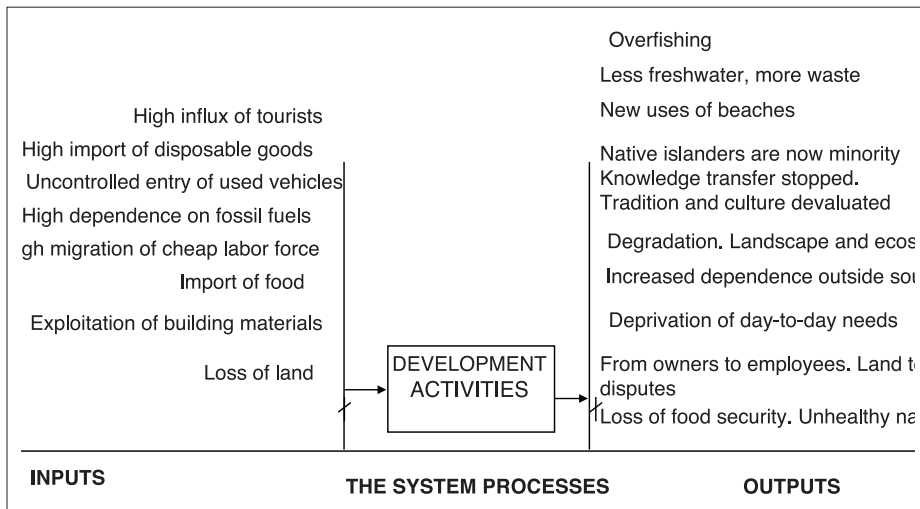 High influx of tourists
High import of disposable goods
Uncontrolled entry of used vehicles
High dependence on fossil fuels
gh migration of cheap labor force
Import of food
Exploitation of building materials
Loss of land
INPUTS
DEVELOPMENT
ACTIVITIES
THE SYSTEM PROCESSES
Overfishing
Less freshwater, more waste
New uses of beaches
Native islanders are now minority
Knowledge transfer stopped.
Tradition and culture devaluated
Degradation. Landscape and
Increased dependence outside
Deprivation of day-to-day needs
From owners to employees. Land
disputes
Loss of food security. Unhealthy
OUTPUTS